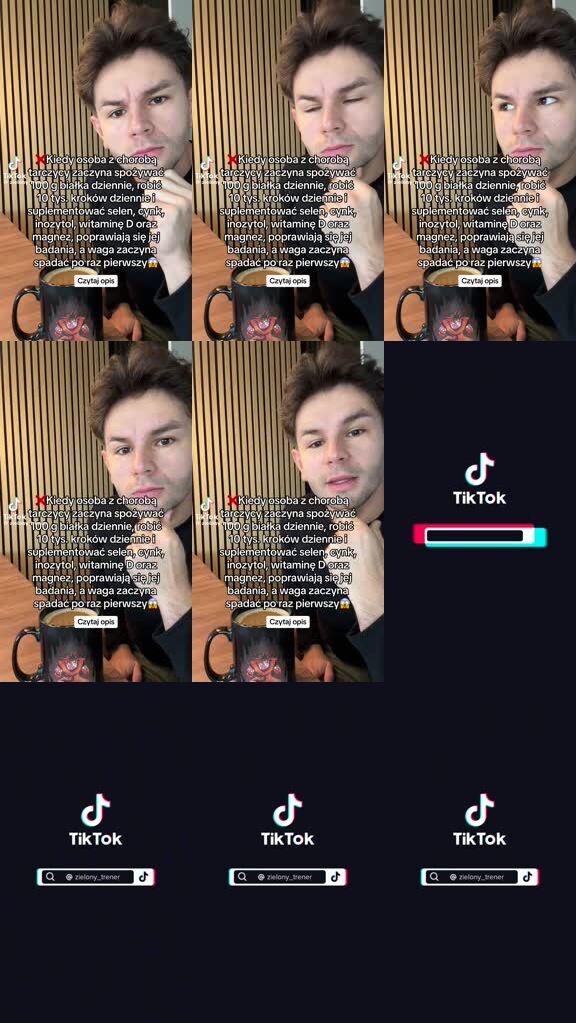 ❌Kiedy osoba z chorobą
tarczycy zaczyna spożywać
100 g białka dziennie, robić
10 tys. kroków dziennie i
suplementować selen, cynk,
inozytol, witaminę D oraz
magnez, poprawiają się jej
badania, a waga zaczyna
spadać po raz pierwszy😱
Czytaj opis
TikTok
❌Kiedy osoba z chorobą
tarczycy zaczyna spożywać
100 g białka dziennie, robić
10 tys. kroków dziennie i
suplementować selen, cynk,
inozytol, witaminę D oraz
magnez, poprawiają się jej
badania, a waga zaczyna
spadać po raz pierwszy😱
Czytaj opis
TikTok
❌Kiedy osoba z chorobą
tarczycy zaczyna spożywać
100 g białka dziennie, robić
10 tys. kroków dziennie i
suplementować selen, cynk,
inozytol, witaminę D oraz
magnez, poprawiają się jej
badania, a waga zaczyna
spadać po raz pierwszy😱
Czytaj opis
TikTok
❌Kiedy osoba z chorobą
tarczycy zaczyna spożywać
100 g białka dziennie, robić
10 tys. kroków dziennie i
suplementować selen, cynk,
inozytol, witaminę D oraz
magnez, poprawiają się jej
badania, a waga zaczyna
spadać po raz pierwszy😱
Czytaj opis
TikTok
❌Kiedy osoba z chorobą
tarczycy zaczyna spożywać
100 g białka dziennie, robić
10 tys. kroków dziennie i
suplementować selen, cynk,
inozytol, witaminę D oraz
magnez, poprawiają się jej
badania, a waga zaczyna
spadać po raz pierwszy😱
Czytaj opis
TikTok
TikTok
TikTok
@ zielony_trener
TikTok
@ zielony_trener
TikTok
@ zielony_trener